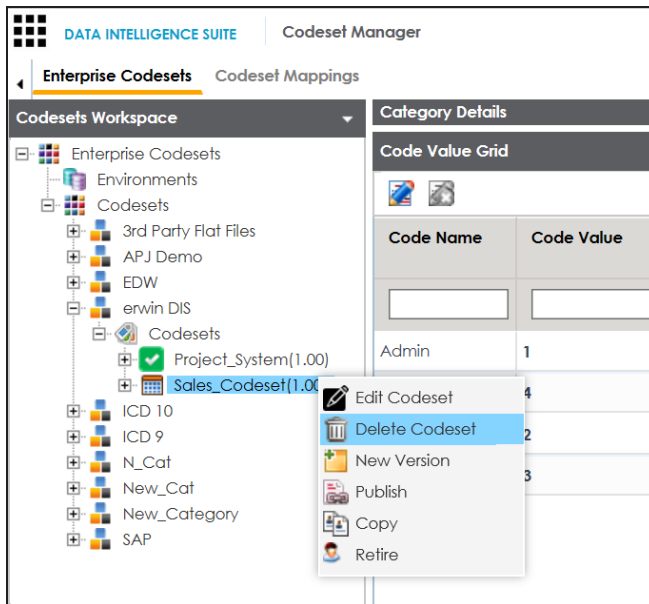 DATA INTELLIGENCE SUITE Codeset Manager
Enterprise Codesets Codeset Mappings
Codesets Workspace
Enterprise Codesets
Environments
Codesets
3rd Party Flat Files
APJ Demo
EDW
erwin DIS
Codesets
Project_System(1.00)
Sales_Codeset(1.00
ICD 10
ICD 9
N_Cat
New_Cat
New_Category
SAP
Category Details
Code Value Grid
Code Name Code Value
Admin 1
4
2
3
Edit Codeset
Delete Codeset
New Version
Publish
Copy
Retire